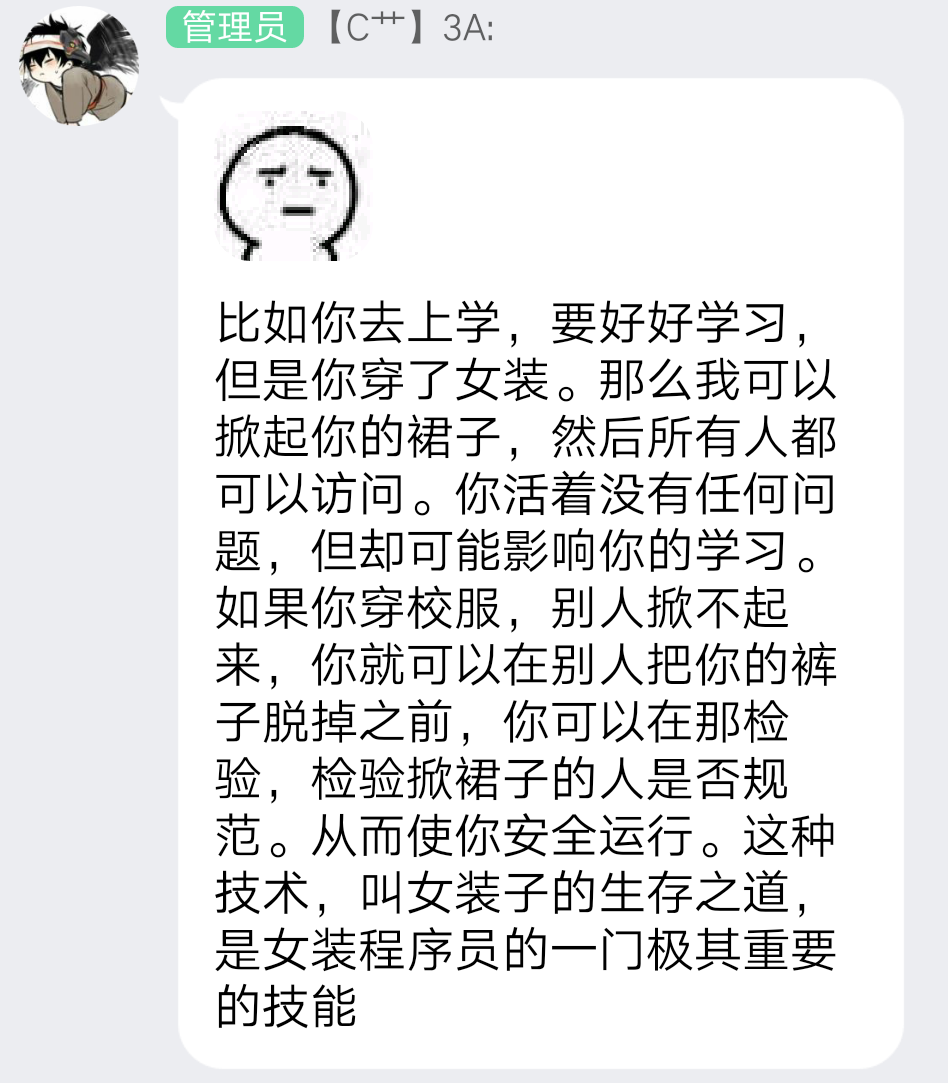 管理员 【C艹】3A:
比如你去上学，要好好学习，
但是你穿了女装。那么我可以
掀起你的裙子，然后所有人都
可以访问。你活着没有任何问
题，但却可能影响你的学习。
如果你穿校服，别人掀不起
来，你就可以在别人把你的裤
子脱掉之前，你可以在那检
验，检验掀裙子的人是否规
范。从而使你安全运行。这种
技术，叫女装子的生存之道，
是女装程序员的一门极其重要
的技能